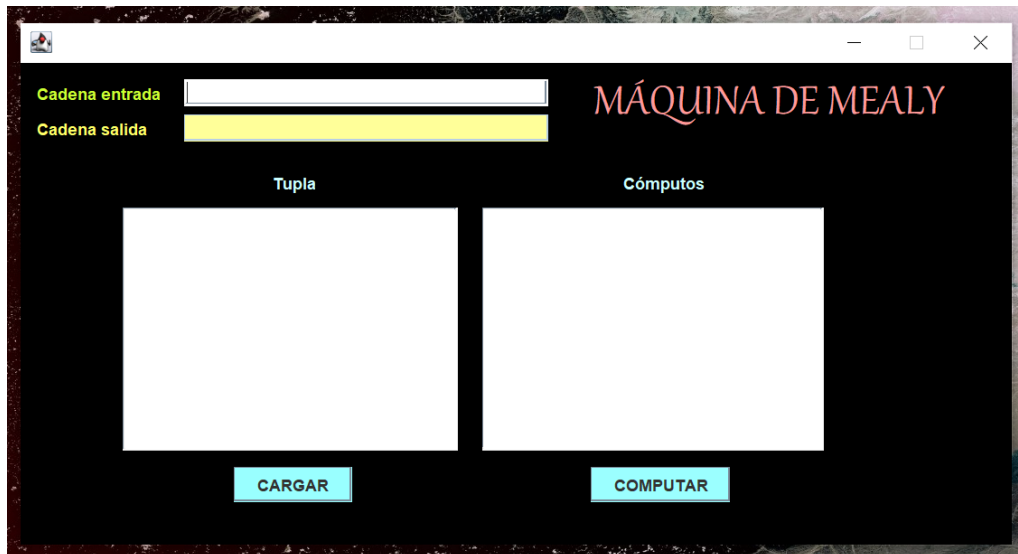 Cadena entrada
MÁQUINA DE MEALY
Cadena salida
Tupla
Cómputos
CARGAR
COMPUTAR